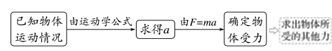 已知物体
运动情况
由运动学公式
求得a
由F=ma
确定物
体受力
求出物体所
受的其他力